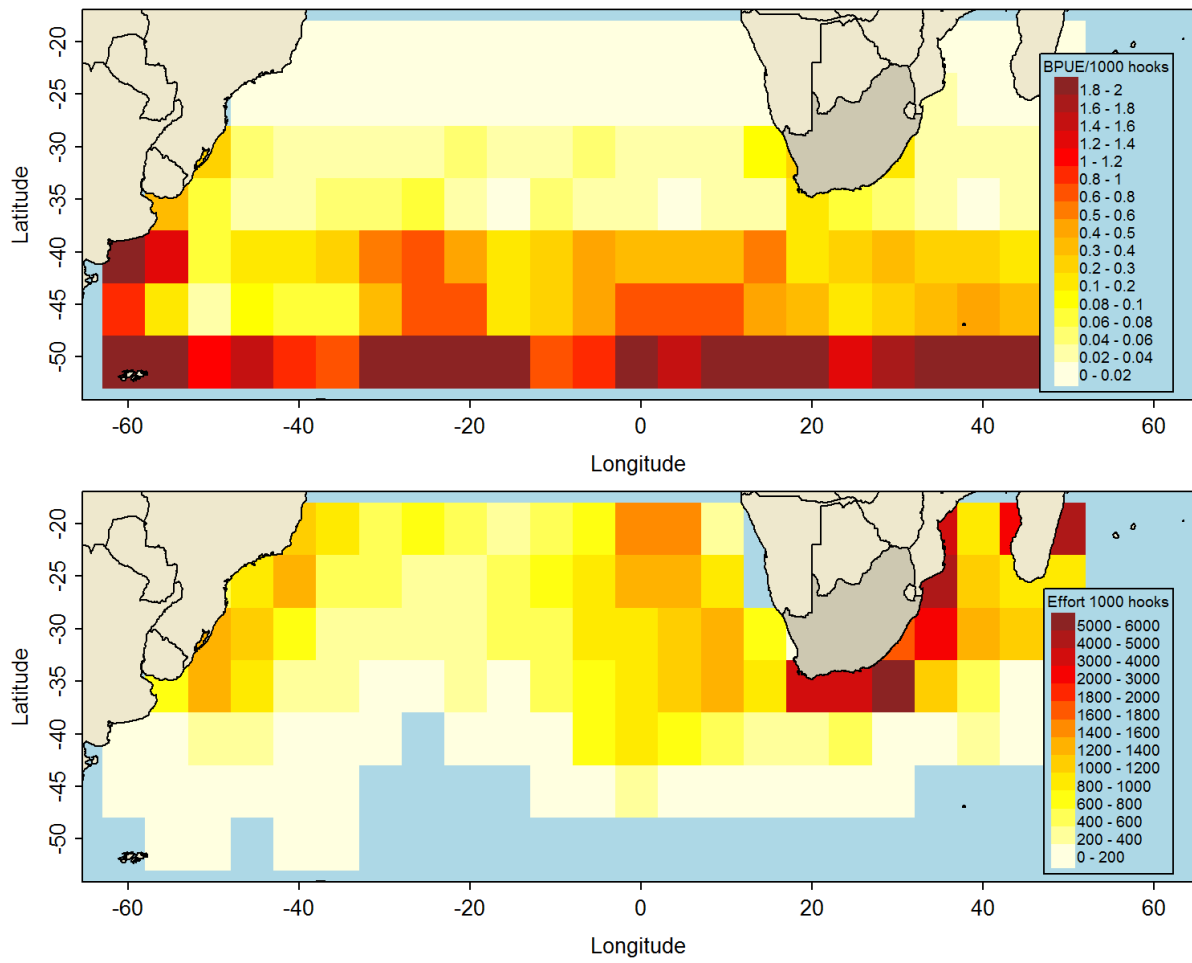 -20
-25
-30
-35
-40
-45
-50
Latitude
BPUE/1000 hooks
1.8 - 2
1.6 - 1.8
1.4 - 1.6
1.2 - 1.4
1 - 1.2
0.8 - 1
0.6 - 0.8
0.5 - 0.6
0.4 - 0.5
0.3 - 0.4
0.2 - 0.3
0.1 - 0.2
0.08 - 0.1
0.06 - 0.08
0.04 - 0.06
0.02 - 0.04
0 - 0.02
-60 -40 -20 0 20 40 60
Longitude
-20
-25
-30
-35
-40
-45
-50
Latitude
Effort 1000 hooks
5000 - 6000
4000 - 5000
3000 - 4000
2000 - 3000
1800 - 2000
1600 - 1800
1400 - 1600
1200 - 1400
1000 - 1200
800 - 1000
600 - 800
400 - 600
200 - 400
0 - 200
-60 -40 -20 0 20 40 60
Longitude